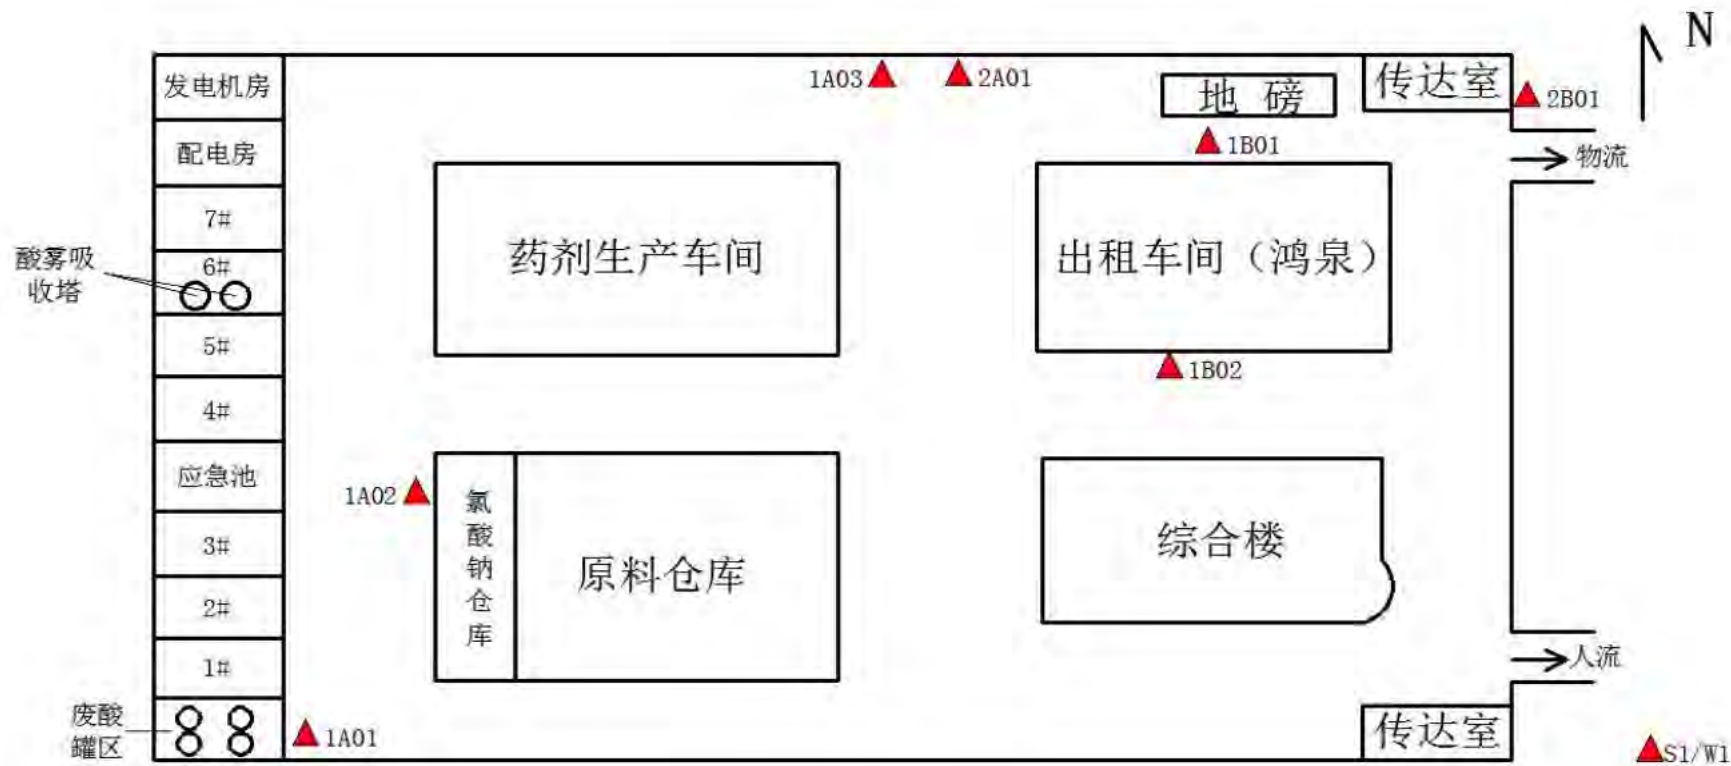 N
发电机房
1A03
2A01
地 磅
传达室
2B01
配电房
1B01
物流
7#
酸雾吸
收塔
6#
药剂生产车间
出租车间（鸿泉）
5#
1B02
4#
应急池
1A02
氯酸钠仓库
原料仓库
综合楼
3#
2#
1#
人流
废酸
罐区
1A01
传达室
S1/W1